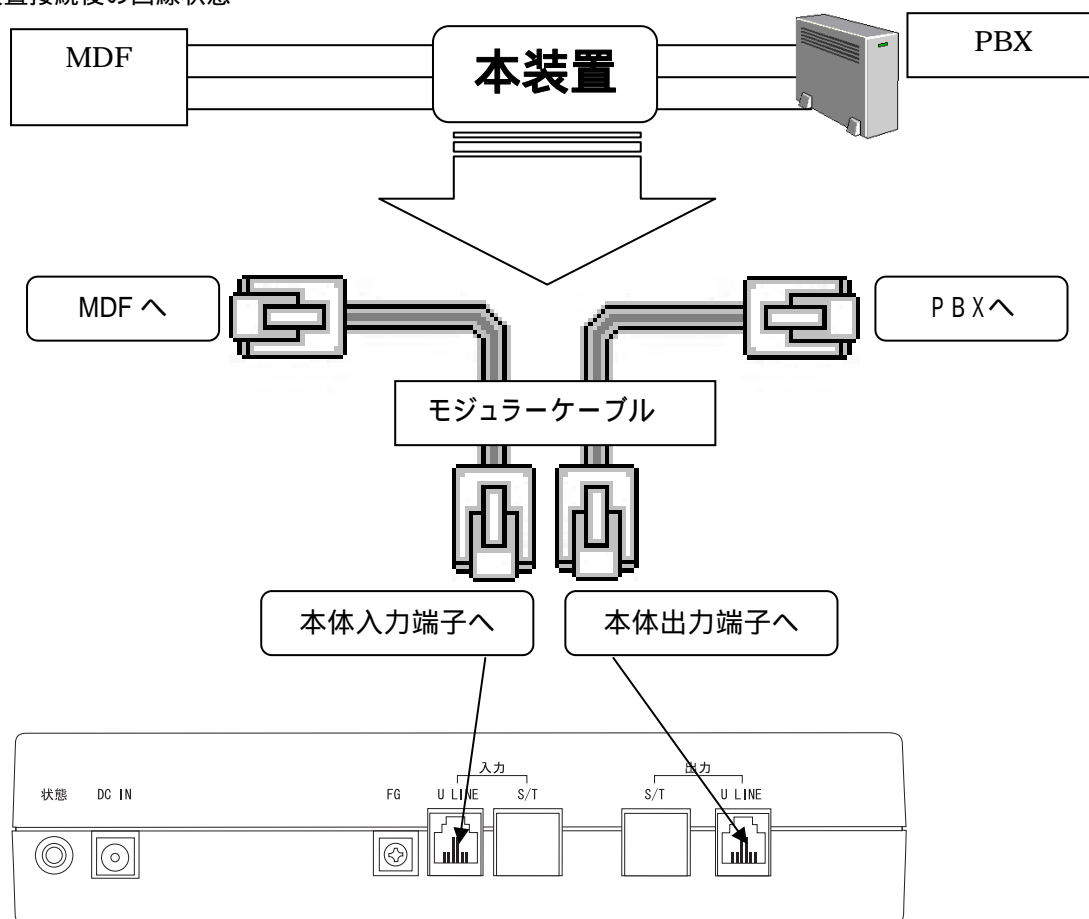 置接続後の回線状態
MDF
本装置
PBX
MDF へ
ＰＢＸへ
モジュラーケーブル
本体入力端子へ
本体出力端子へ
入力
出力
状態 DC IN FG U LINE S/T S/T U LINE